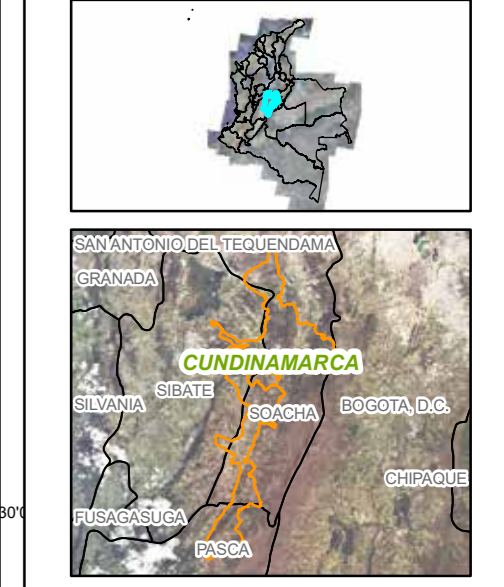 SAN ANTONIO DEL TEQUENDAMA
GRANADA
CUNDINAMARCA
SIBATE
SILVANIA
SOACHA
BOGOTA, D.C.
CHIPAQUE
30'0
FUSAGASUGA
PASCA